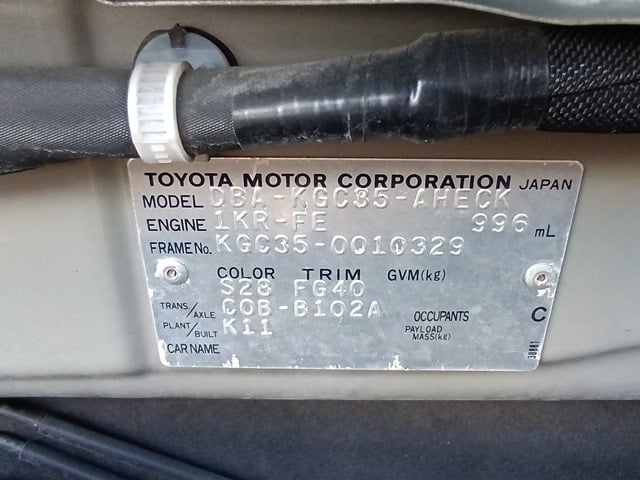 TOYOTA MOTOR CORPORATION JAPAN
MODEL DBA-KGC35-AHECK
ENGINE 1KR-FE 996 mL
FRAME No. KGC35-0010329
COLOR TRIM GVM(kg)
S28 FG40
TRANS./AXLE C0B-B102A OCCUPANTS C
PLANT/BUILT K11 PAYLOAD MASS(kg)
CAR NAME
30881